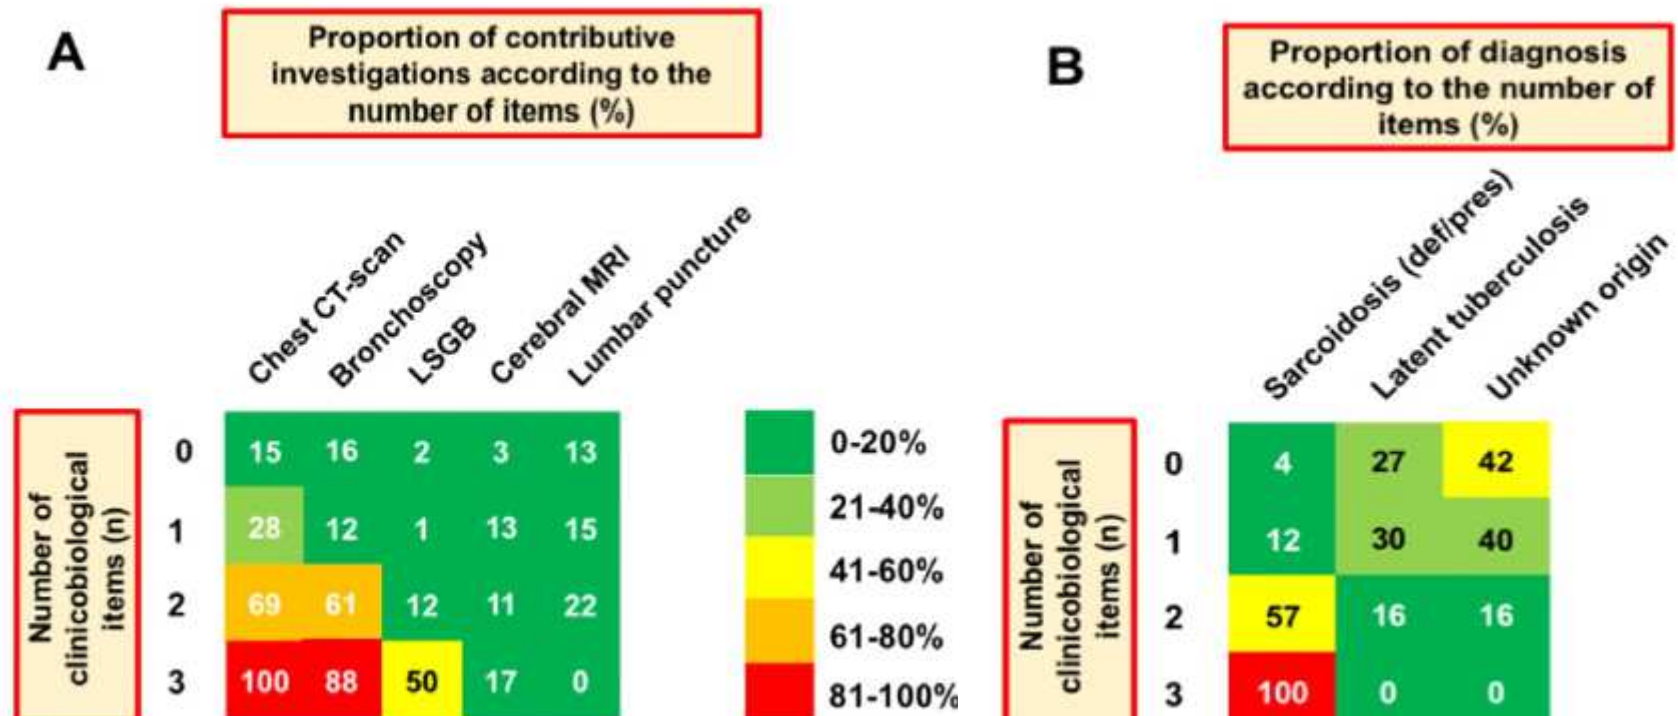 A
Proportion of contributive
investigations according to the
number of items (%)
Chest CT-scan
Bronchoscopy
LSGB
Cerebral MRI
Lumbar puncture
Number of
clinicobiological
items (n)
0 15 16 2 3 13
1 28 12 1 13 15
2 69 61 12 11 22
3 100 88 50 17 0
0-20%
21-40%
41-60%
61-80%
81-100%
B
Proportion of diagnosis
according to the number of
items (%)
Sarcoidosis (def/pres)
Latent tuberculosis
Unknown origin
Number of
clinicobiological
items (n)
0 4 27 42
1 12 30 40
2 57 16 16
3 100 0 0